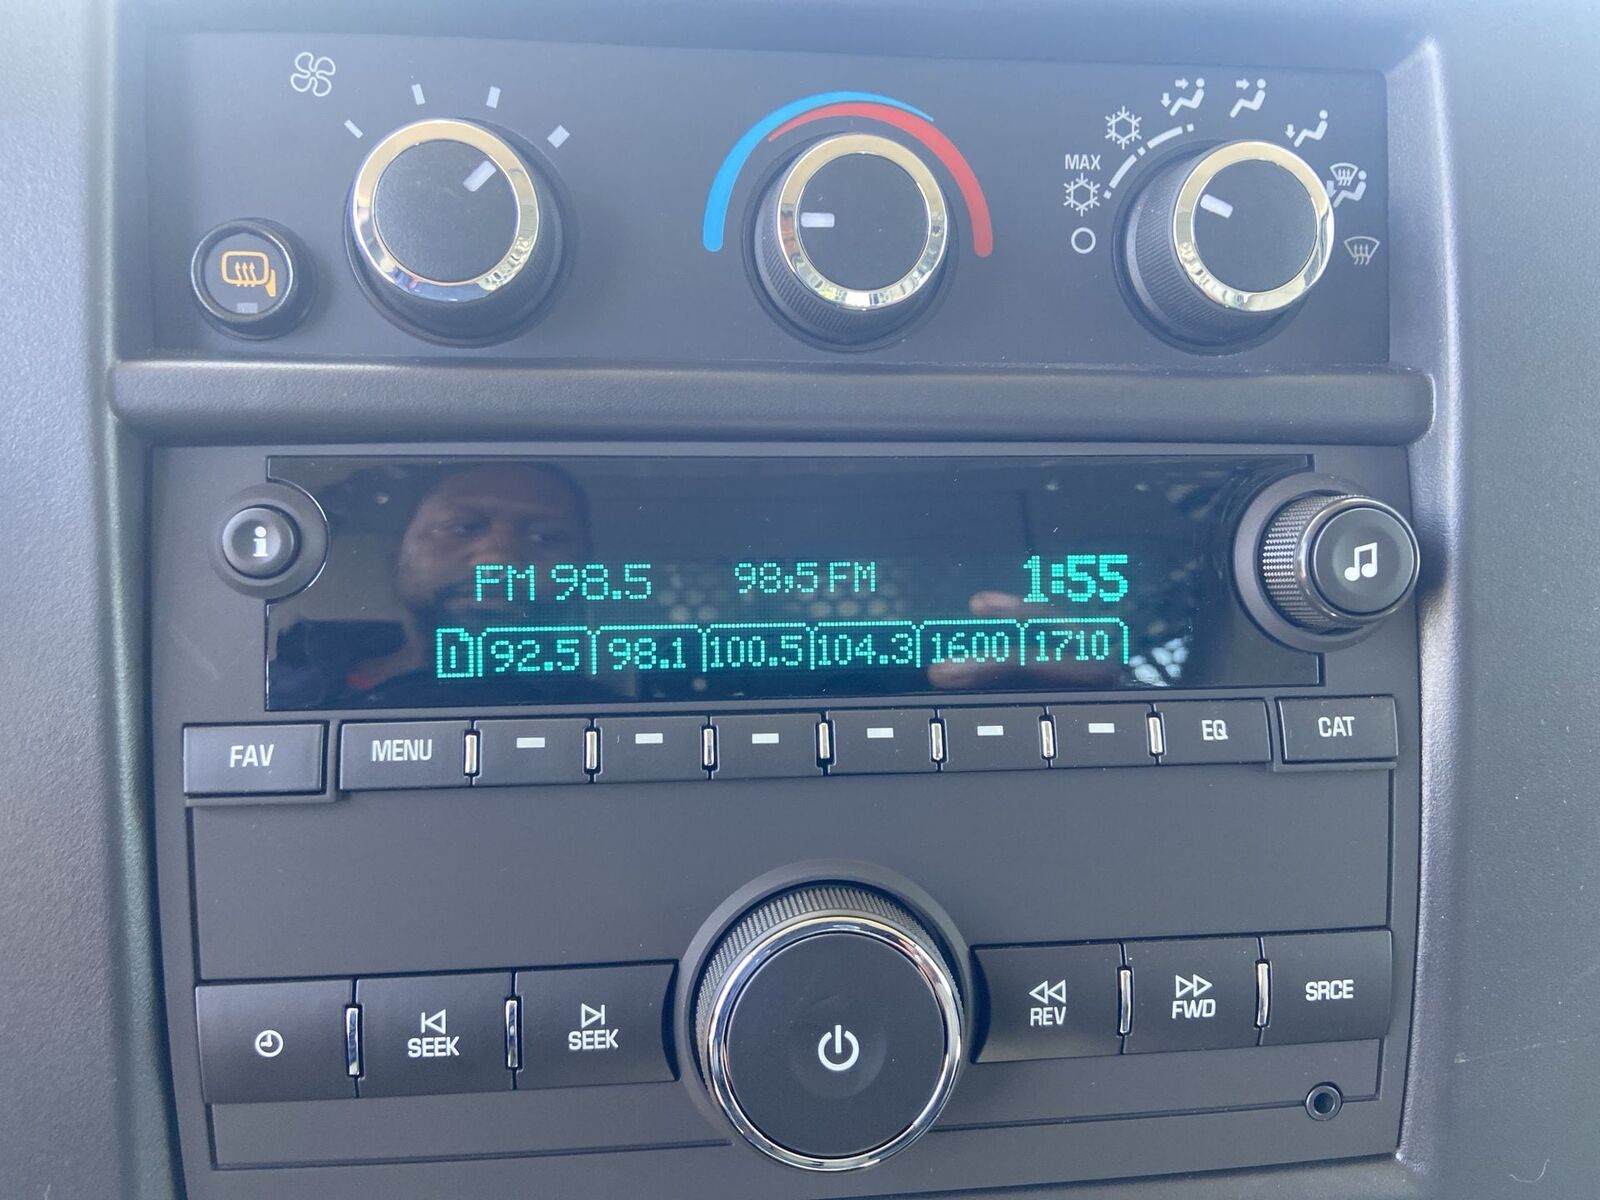 MAX
i
FM 98.5 98.5 FM 1:55
92.5 98.1 100.5 104.3 1600 1710
FAV MENU EQ CAT
SEEK SEEK REV FWD SRCE